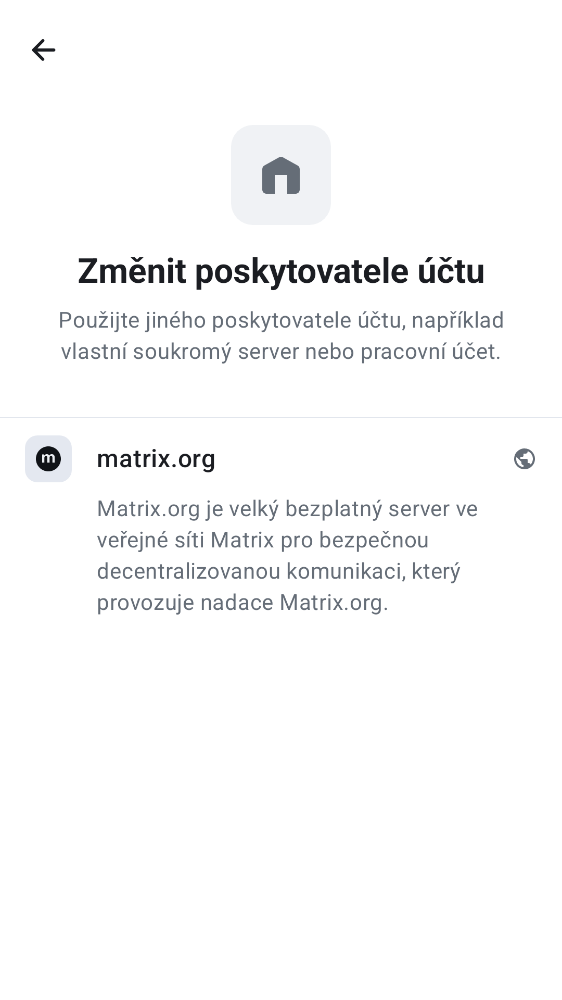 Změnit poskytovatele účtu
Použijte jiného poskytovatele účtu, například
vlastní soukromý server nebo pracovní účet.
m
matrix.org
Matrix.org je velký bezplatný server ve
veřejné síti Matrix pro bezpečnou
decentralizovanou komunikaci, který
provozuje nadace Matrix.org.